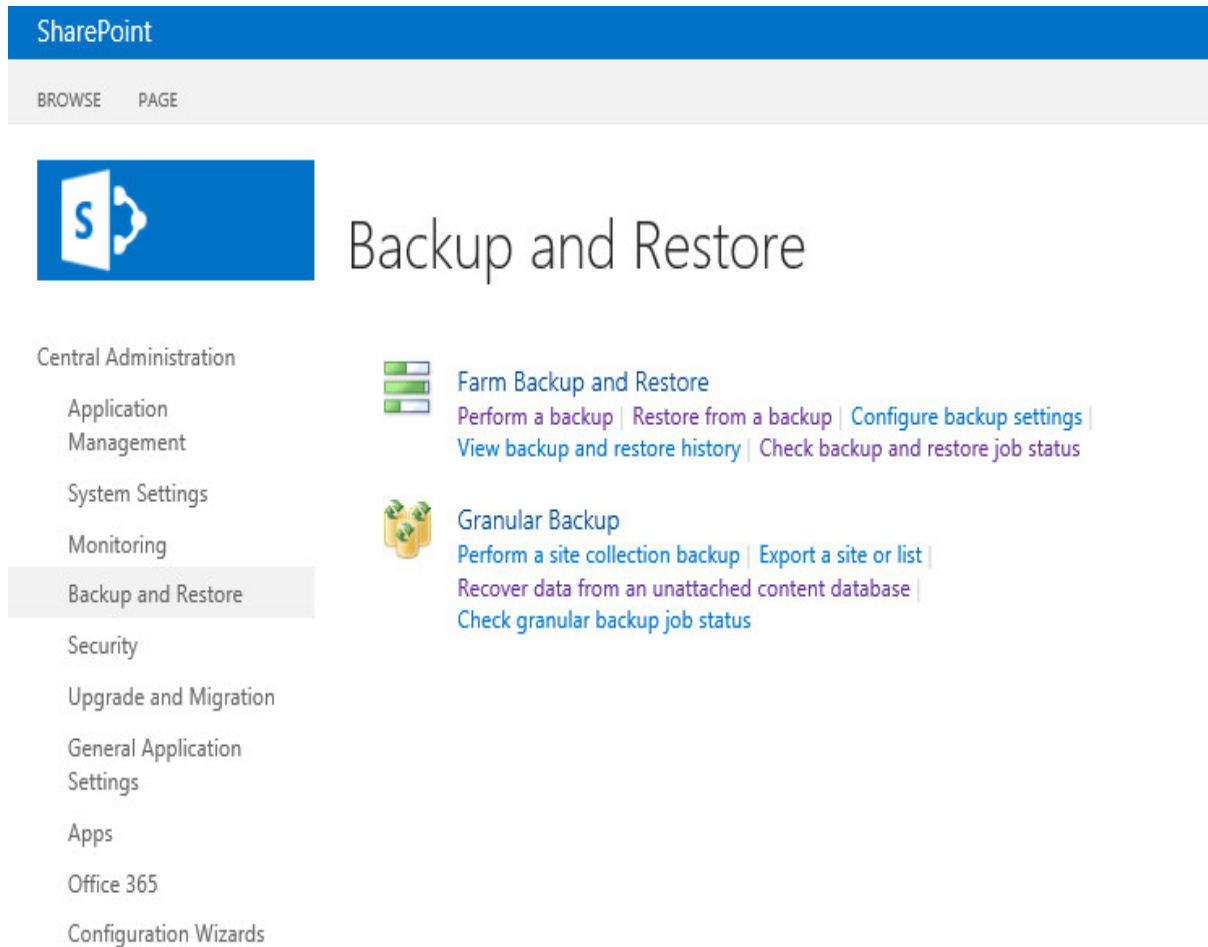 SharePoint
BROWSE PAGE
S
Backup and Restore
Central Administration
Application
Management
System Settings
Monitoring
Backup and Restore
Security
Upgrade and Migration
General Application
Settings
Apps
Office 365
Configuration Wizards
Farm Backup and Restore
Perform a backup | Restore from a backup | Configure backup settings |
View backup and restore history | Check backup and restore job status
Granular Backup
Perform a site collection backup | Export a site or list |
Recover data from an unattached content database |
Check granular backup job status